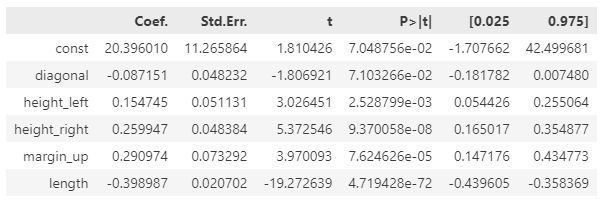 Coef. Std.Err. t P>|t| [0.025 0.975]
const 20.396010 11.265864 1.810426 7.048756e-02 -1.707662 42.499681
diagonal -0.087151 0.048232 -1.806921 7.103266e-02 -0.181782 0.007480
height_left 0.154745 0.051131 3.026451 2.528799e-03 0.054426 0.255064
height_right 0.259947 0.048384 5.372546 9.370058e-08 0.165017 0.354877
margin_up 0.290974 0.073292 3.970093 7.624626e-05 0.147176 0.434773
length -0.398987 0.020702 -19.272639 4.719428e-72 -0.439605 -0.358369